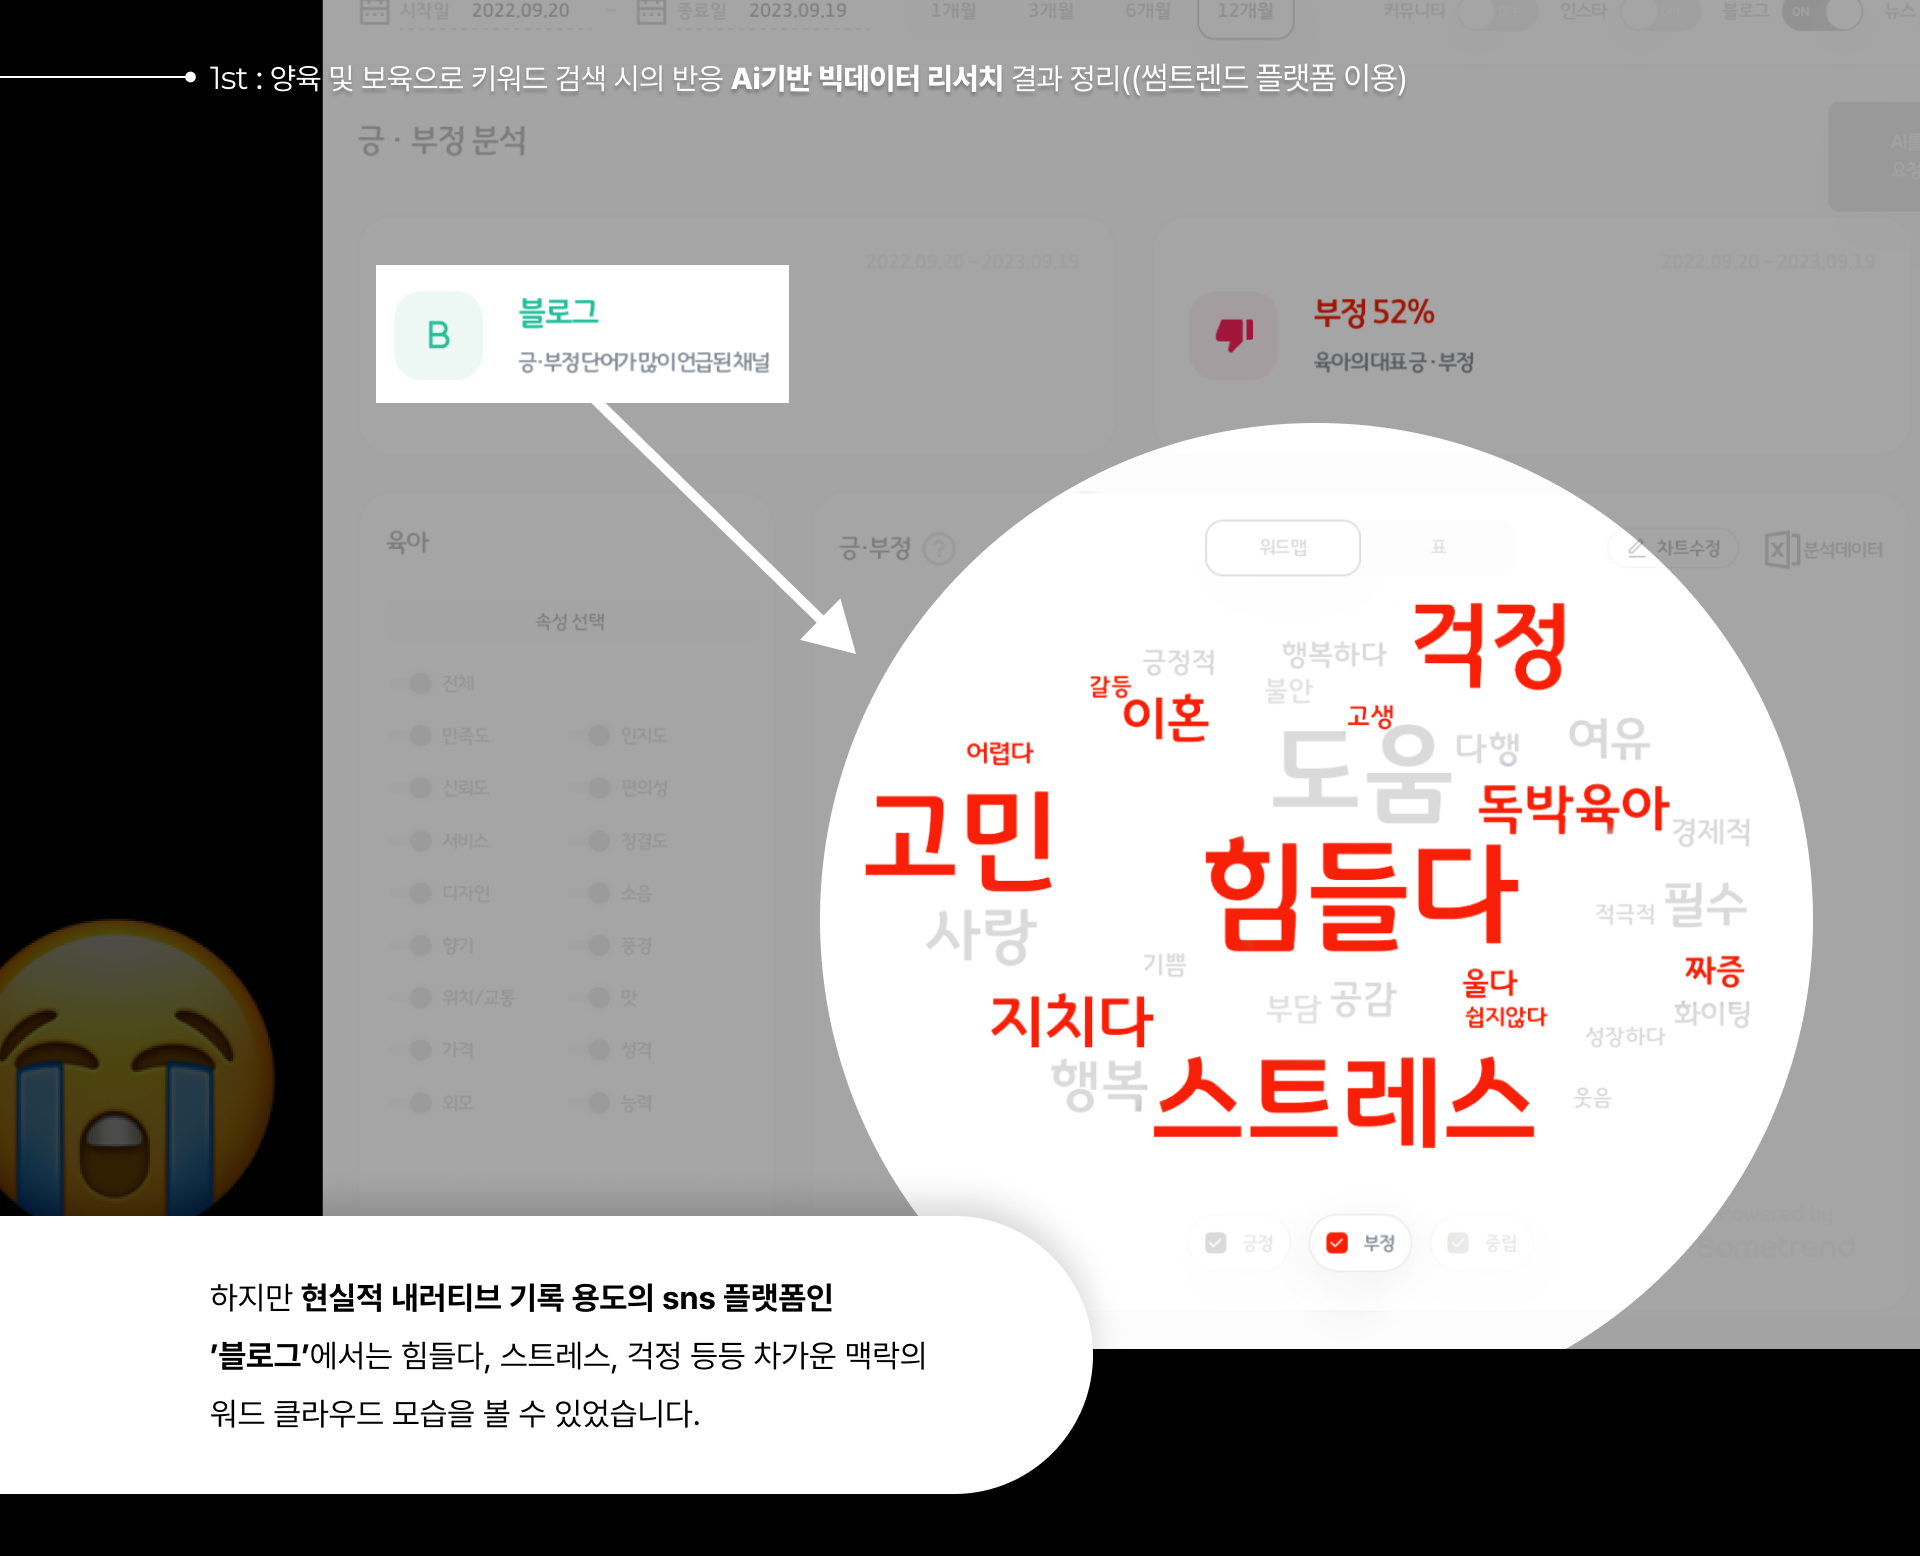 시작일 2022.09.20 ~ 종료일 2023.09.19 1개월 3개월 6개월 12개월 커뮤니티 OFF 인스타 OFF 블로그 ON 뉴스
1st : 양육 및 보육으로 키워드 검색 시의 반응 Ai기반 빅데이터 리서치 결과 정리((썸트렌드 플랫폼 이용)
긍 · 부정 분석
2022.09.20 ~ 2023.09.19
B
블로그
긍·부정 단어가 많이 언급된 채널
2022.09.20 ~ 2023.09.19
부정 52%
육아의 대표 긍 · 부정
육아
속성 선택
전체
만족도 인지도
신뢰도 편의성
서비스 청결도
디자인 소음
향기 풍경
위치/교통 맛
가격 성격
외모 능력
긍·부정 ?
워드맵 표
차트수정
X 분석데이터
걱정
긍정적 행복하다
갈등 불안
이혼 고생
어렵다 도움 다행 여유
고민 독박육아
경제적
힘들다
사랑 적극적 필수
기쁨 짜증
지치다 부담 공감 울다
쉽지않다 화이팅
성장하다
행복 스트레스 웃음
긍정 부정 중립
Powered by
Sometrend
하지만 현실적 내러티브 기록 용도의 sns 플랫폼인
'블로그'에서는 힘들다, 스트레스, 걱정 등등 차가운 맥락의
워드 클라우드 모습을 볼 수 있었습니다.